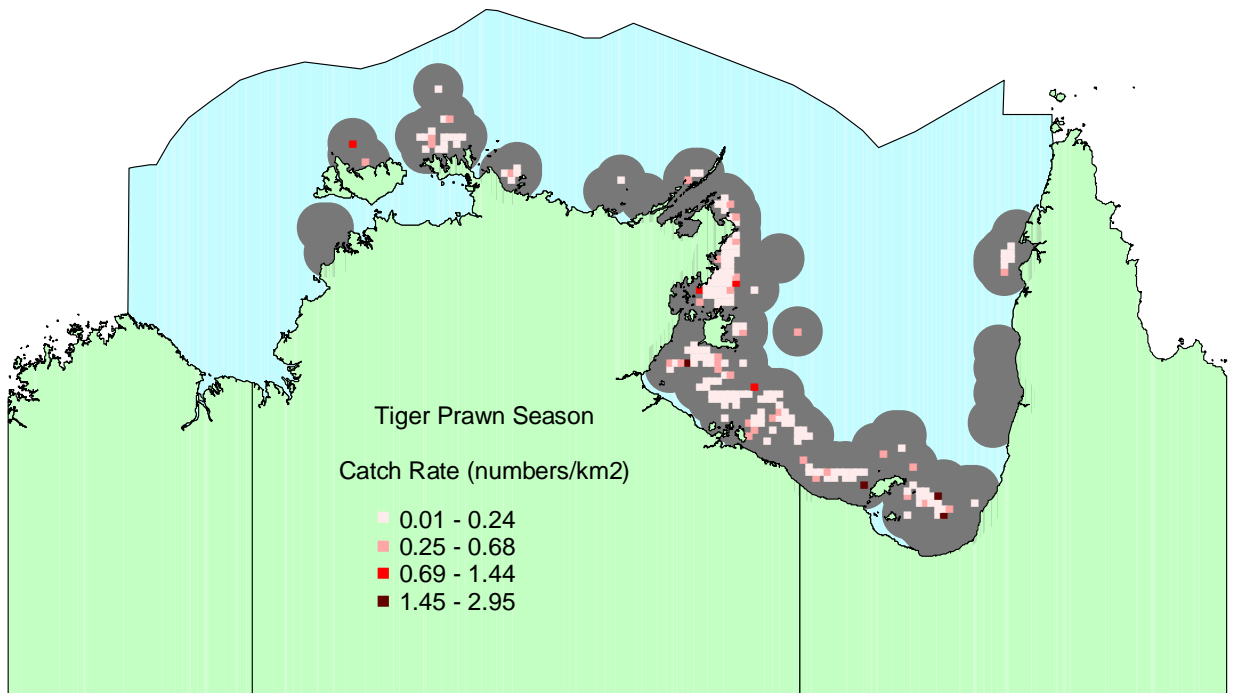 Tiger Prawn Season
Catch Rate (numbers/km2)
0.01 - 0.24
0.25 - 0.68
0.69 - 1.44
1.45 - 2.95